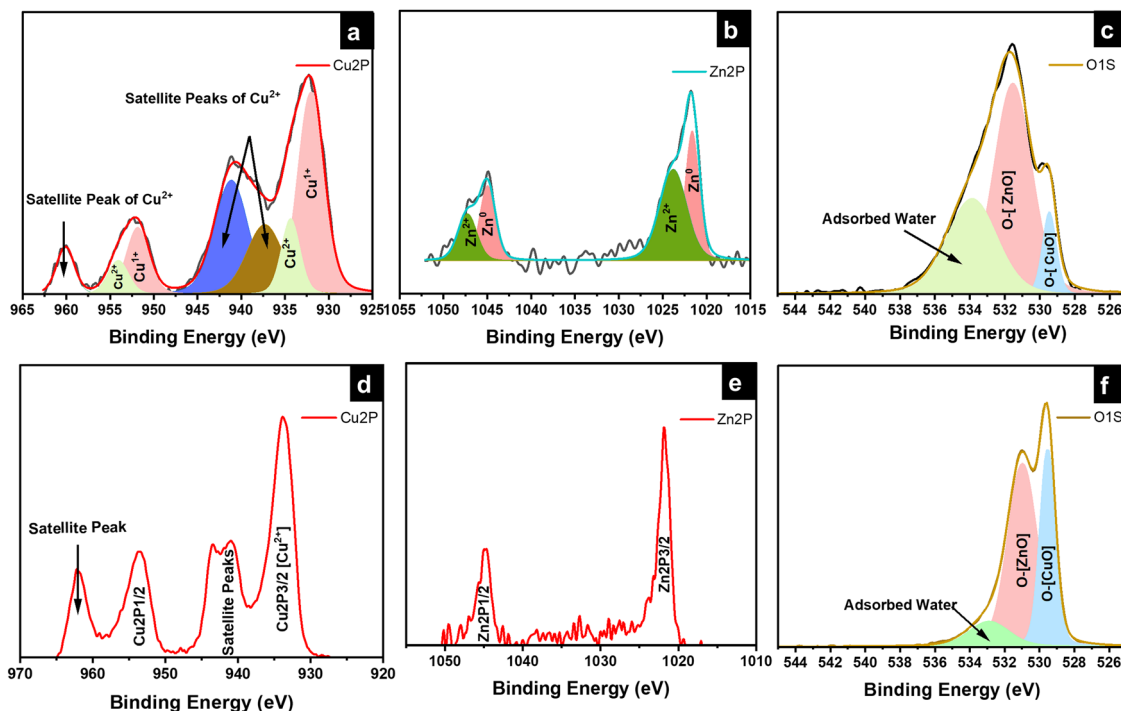 a
Cu2P
Satellite Peaks of Cu2+
Satellite Peak of Cu2+
Cu2+
Cu1+
Cu2+
Cu1+
965 960 955 950 945 940 935 930 925
Binding Energy (eV)
b
Zn2P
Zn2+
Zn0
Zn2+
Zn0
1055 1050 1045 1040 1035 1030 1025 1020 1015
Binding Energy (eV)
c
O1S
Adsorbed Water
O-[ ZnO]
O-[ CuO]
544 542 540 538 536 534 532 530 528 526
Binding Energy (eV)
d
Cu2P
Satellite Peak
Cu2P1/2
Satellite Peaks
Cu2P3/2 [Cu2+]
970 960 950 940 930 920
Binding Energy (eV)
e
Zn2P
Zn2P1/2
Zn2P3/2
1050 1040 1030 1020 1010
Binding Energy (eV)
f
O1S
Adsorbed Water
O-[ZnO]
O-[CuO]
544 542 540 538 536 534 532 530 528 526
Binding Energy (eV)